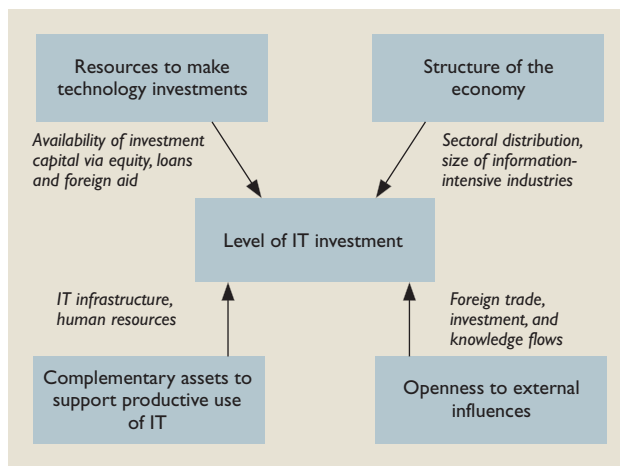 Resources to make
technology investments
Structure of the
economy
Availability of investment
capital via equity, loans
and foreign aid
Sectoral distribution,
size of information-
intensive industries
Level of IT investment
IT infrastructure,
human resources
Foreign trade,
investment, and
knowledge flows
Complementary assets to
support productive use
of IT
Openness to external
influences